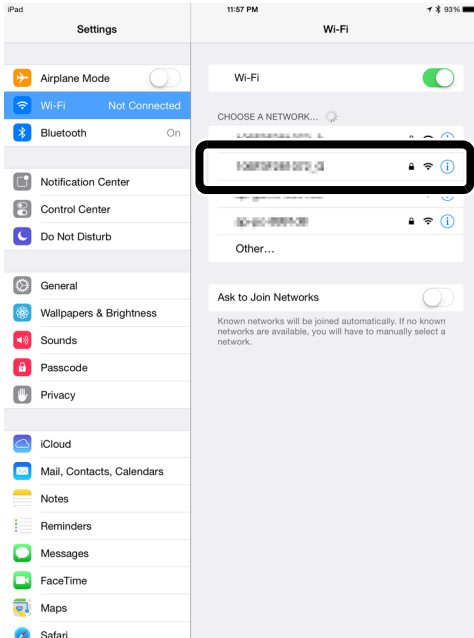 iPad
11:57 PM
93%
Settings
Wi-Fi
Airplane Mode
Wi-Fi
Not Connected
Bluetooth
On
Notification Center
Control Center
Do Not Disturb
General
Wallpapers & Brightness
Sounds
Passcode
Privacy
iCloud
Mail, Contacts, Calendars
Notes
Reminders
Messages
FaceTime
Maps
Safari
Wi-Fi
CHOOSE A NETWORK...
Other...
Ask to Join Networks
Known networks will be joined automatically. If no known
networks are available, you will have to manually select a
network.